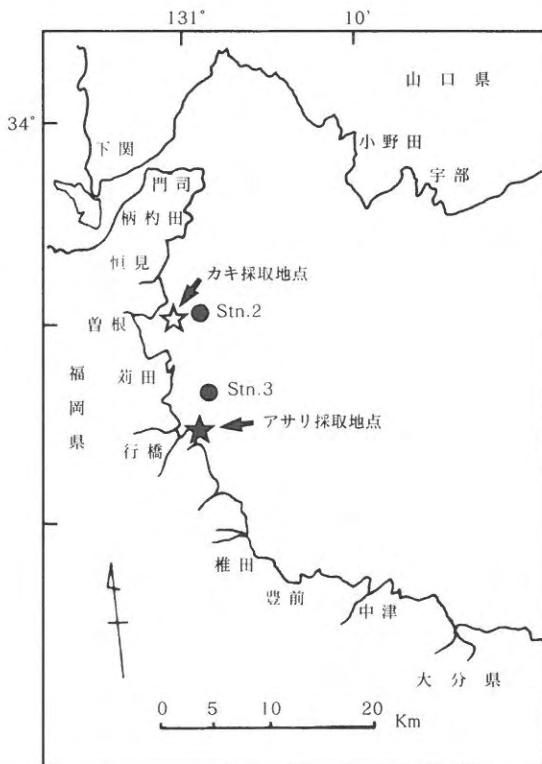 131°
10′
34°
山口県
小野田
宇部
下関
門司
柄杓田
恒見
カキ採取地点
Stn.2
曽根
苅田
Stn.3
福岡県
アサリ採取地点
行橋
椎田
豊前
中津
大分県
0 5 10 20
Km